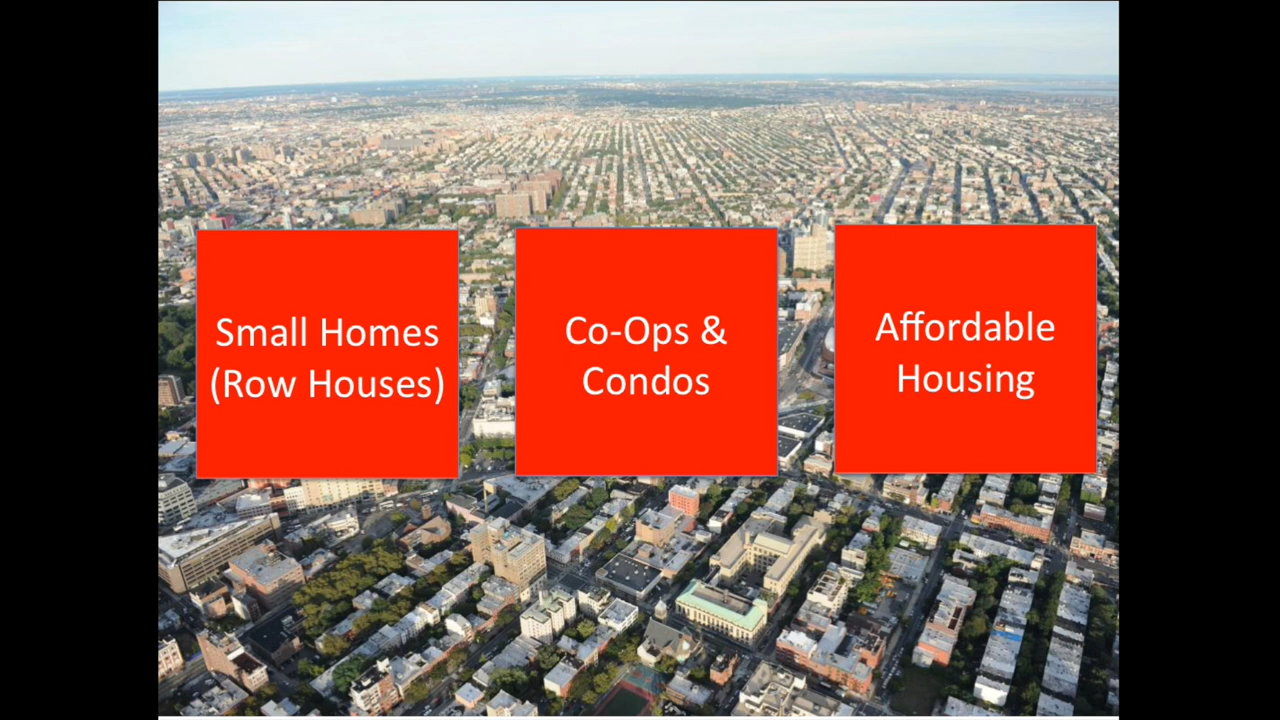 Small Homes
(Row Houses)
Co-Ops &
Condos
Affordable
Housing